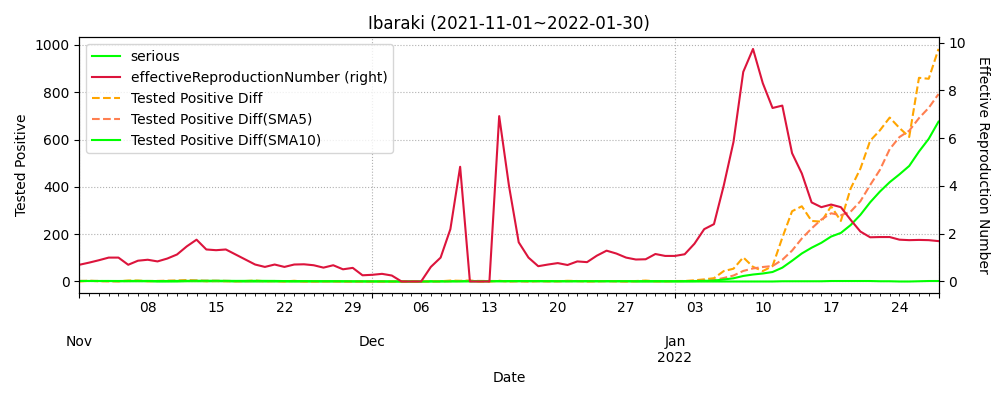 Ibaraki (2021-11-01~2022-01-30)
serious
effectiveReproductionNumber (right)
Tested Positive Diff
Tested Positive Diff(SMA5)
Tested Positive Diff(SMA10)
Tested Positive
1000
800
600
400
200
0
Effective Reproduction Number
10
8
6
4
2
0
08 15 22 29 06 13 20 27 03 10 17 24
Nov Dec Jan
2022
Date